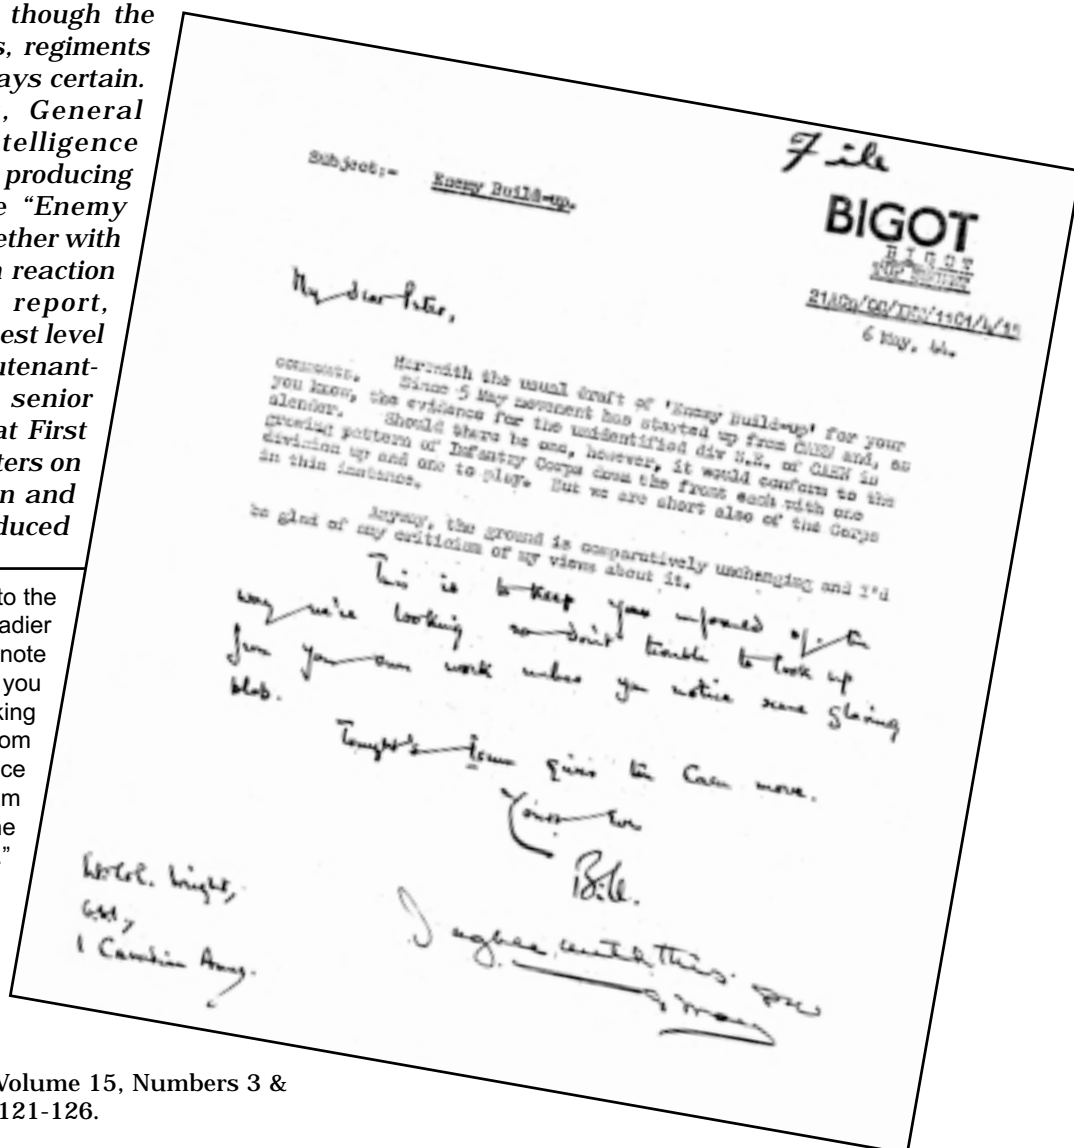 though the
s, regiments
ays certain.
, General
telligence
producing
e “Enemy
ether with
n reaction
report,
est level
utenant-
senior
at First
ters on
n and
duced
to the
adier
note
you
king
om
ce
m
he
.”
File
BIGOT
BIGOT
TOP SECRET
6 May, 44.
Subject:- Enemy Build-up.
My dear Peter,
Herewith the usual draft of 'Enemy Build-up' for your
comments. Since 5 May movement has started up from CAEN and, as
you know, the evidence for the unidentified div S.E. of CAEN is
slender. Should there be one, however, it would conform to the
growing pattern of Infantry Corps down the front each with one
division up and one to play. But we are short also of the Corps
in this instance.
Anyway, the ground is comparatively unchanging and I'd
be glad of any criticism of my views about it.
This is to keep you informed of the
way we're looking so don't trouble to look up
from your own work unless you notice some glaring
blob.
Tonight's gives the Caen move.
Yours ever
Bill.
Lt. Col. Wright,
1 Canadian Army.
I agree with this.
Volume 15, Numbers 3 &
121-126.